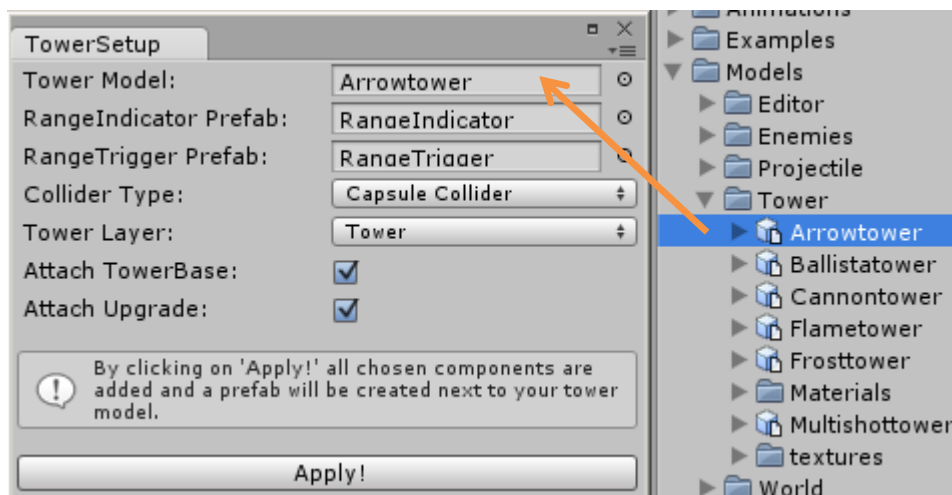 TowerSetup
Tower Model:
Arrowtower
RangeIndicator Prefab:
RangeIndicator
RangeTrigger Prefab:
RangeTrigger
Collider Type:
Capsule Collider
Tower Layer:
Tower
Attach TowerBase:
Attach Upgrade:
By clicking on 'Apply!' all chosen components are
added and a prefab will be created next to your tower
model.
Apply!
Animations
Examples
Models
Editor
Enemies
Projectile
Tower
Arrowtower
Ballistatower
Cannontower
Flametower
Frosttower
Materials
Multishottower
textures
World